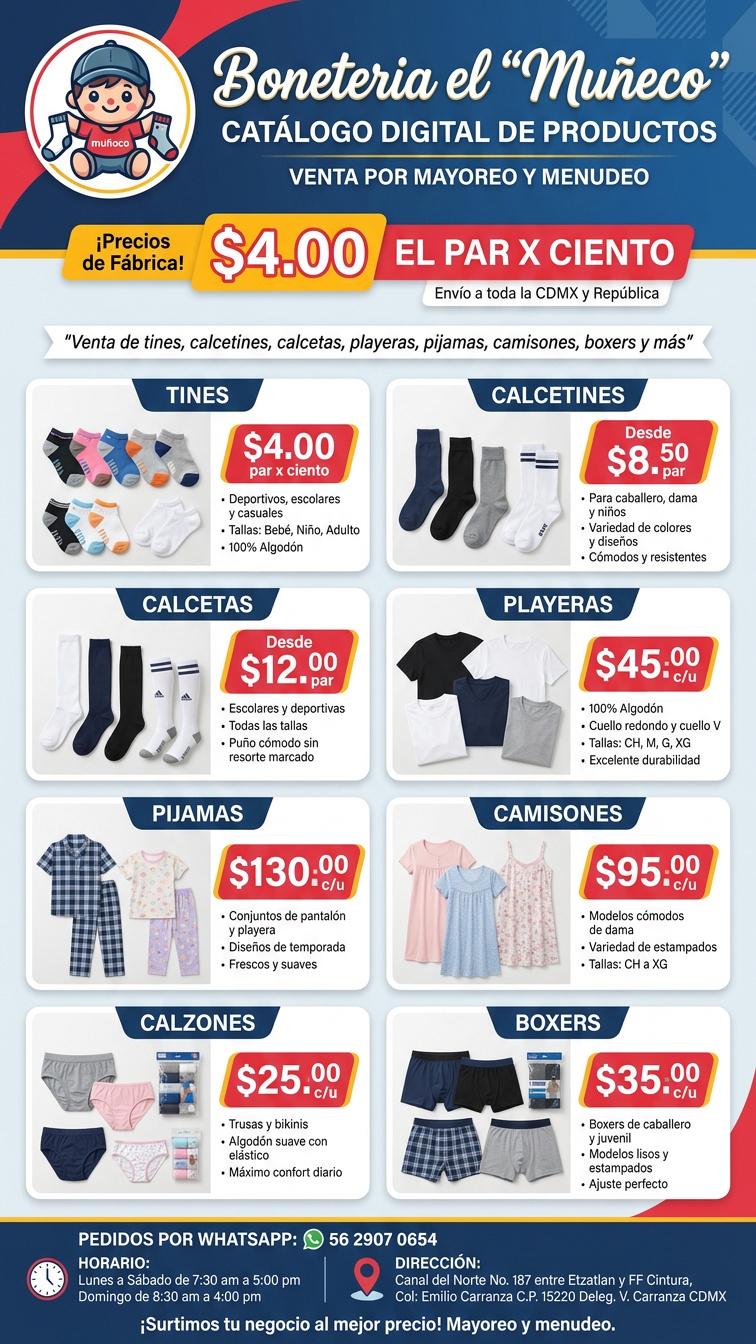 muñoco
Boneteria el “Muñeco”
CATÁLOGO DIGITAL DE PRODUCTOS
VENTA POR MAYOREO Y MENUDEO
¡Precios
de Fábrica!
$4.00
EL PAR X CIENTO
Envío a toda la CDMX y República
"Venta de tines, calcetines, calcetas, playeras, pijamas, camisones, boxers y más"
TINES
$4.00
par x ciento
• Deportivos, escolares
y casuales
• Tallas: Bebé, Niño, Adulto
• 100% Algodón
CALCETINES
Desde
$8.50
par
• Para caballero, dama
y niños
• Variedad de colores
y diseños
• Cómodos y resistentes
CALCETAS
Desde
$12.00
par
• Escolares y deportivas
• Todas las tallas
• Puño cómodo sin
resorte marcado
PLAYERAS
$45.00
c/u
• 100% Algodón
• Cuello redondo y cuello V
• Tallas: CH, M, G, XG
• Excelente durabilidad
PIJAMAS
$130.00
c/u
• Conjuntos de pantalón
y playera
• Diseños de temporada
• Frescos y suaves
CAMISONES
$95.00
c/u
• Modelos cómodos
de dama
• Variedad de estampados
• Tallas: CH a XG
CALZONES
$25.00
c/u
• Trusas y bikinis
• Algodón suave con
elástico
• Máximo confort diario
BOXERS
$35.00
c/u
• Boxers de caballero
y juvenil
• Modelos lisos y
estampados
• Ajuste perfecto
PEDIDOS POR WHATSAPP: 56 2907 0654
HORARIO:
Lunes a Sábado de 7:30 am a 5:00 pm
Domingo de 8:30 am a 4:00 pm
DIRECCIÓN:
Canal del Norte No. 187 entre Etzatlan y FF Cintura,
Col: Emilio Carranza C.P. 15220 Deleg. V. Carranza CDMX
¡Surtimos tu negocio al mejor precio! Mayoreo y menudeo.